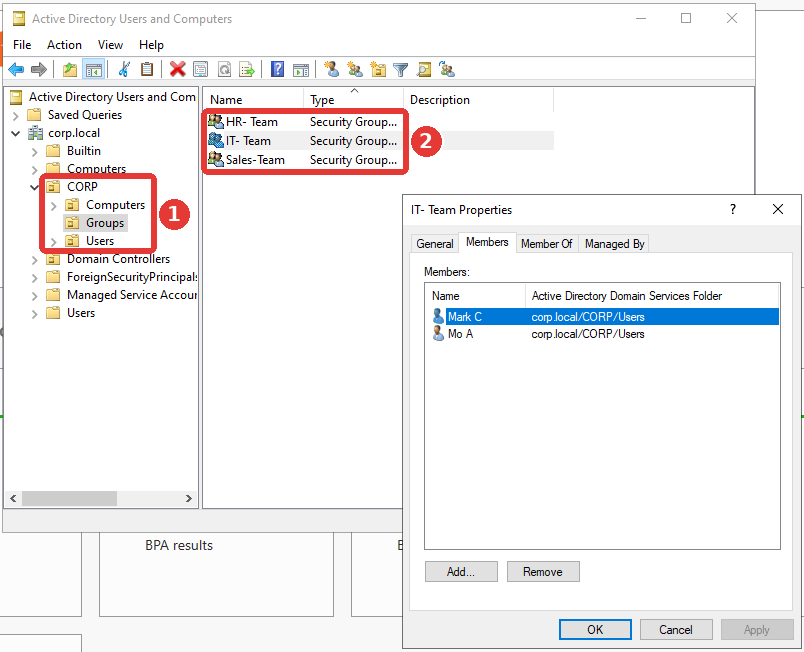 Active Directory Users and Computers
File Action View Help
Active Directory Users and Com
Saved Queries
corp.local
Builtin
Computers
CORP
Computers
Groups
Users
Domain Controllers
ForeignSecurityPrincipals
Managed Service Accoun
Users
1
Name Type Description
HR- Team Security Group...
IT- Team Security Group...
Sales-Team Security Group...
2
IT- Team Properties
General Members Member Of Managed By
Members:
Name Active Directory Domain Services Folder
Mark C corp.local/CORP/Users
Mo A corp.local/CORP/Users
Add... Remove
OK Cancel Apply
BPA results